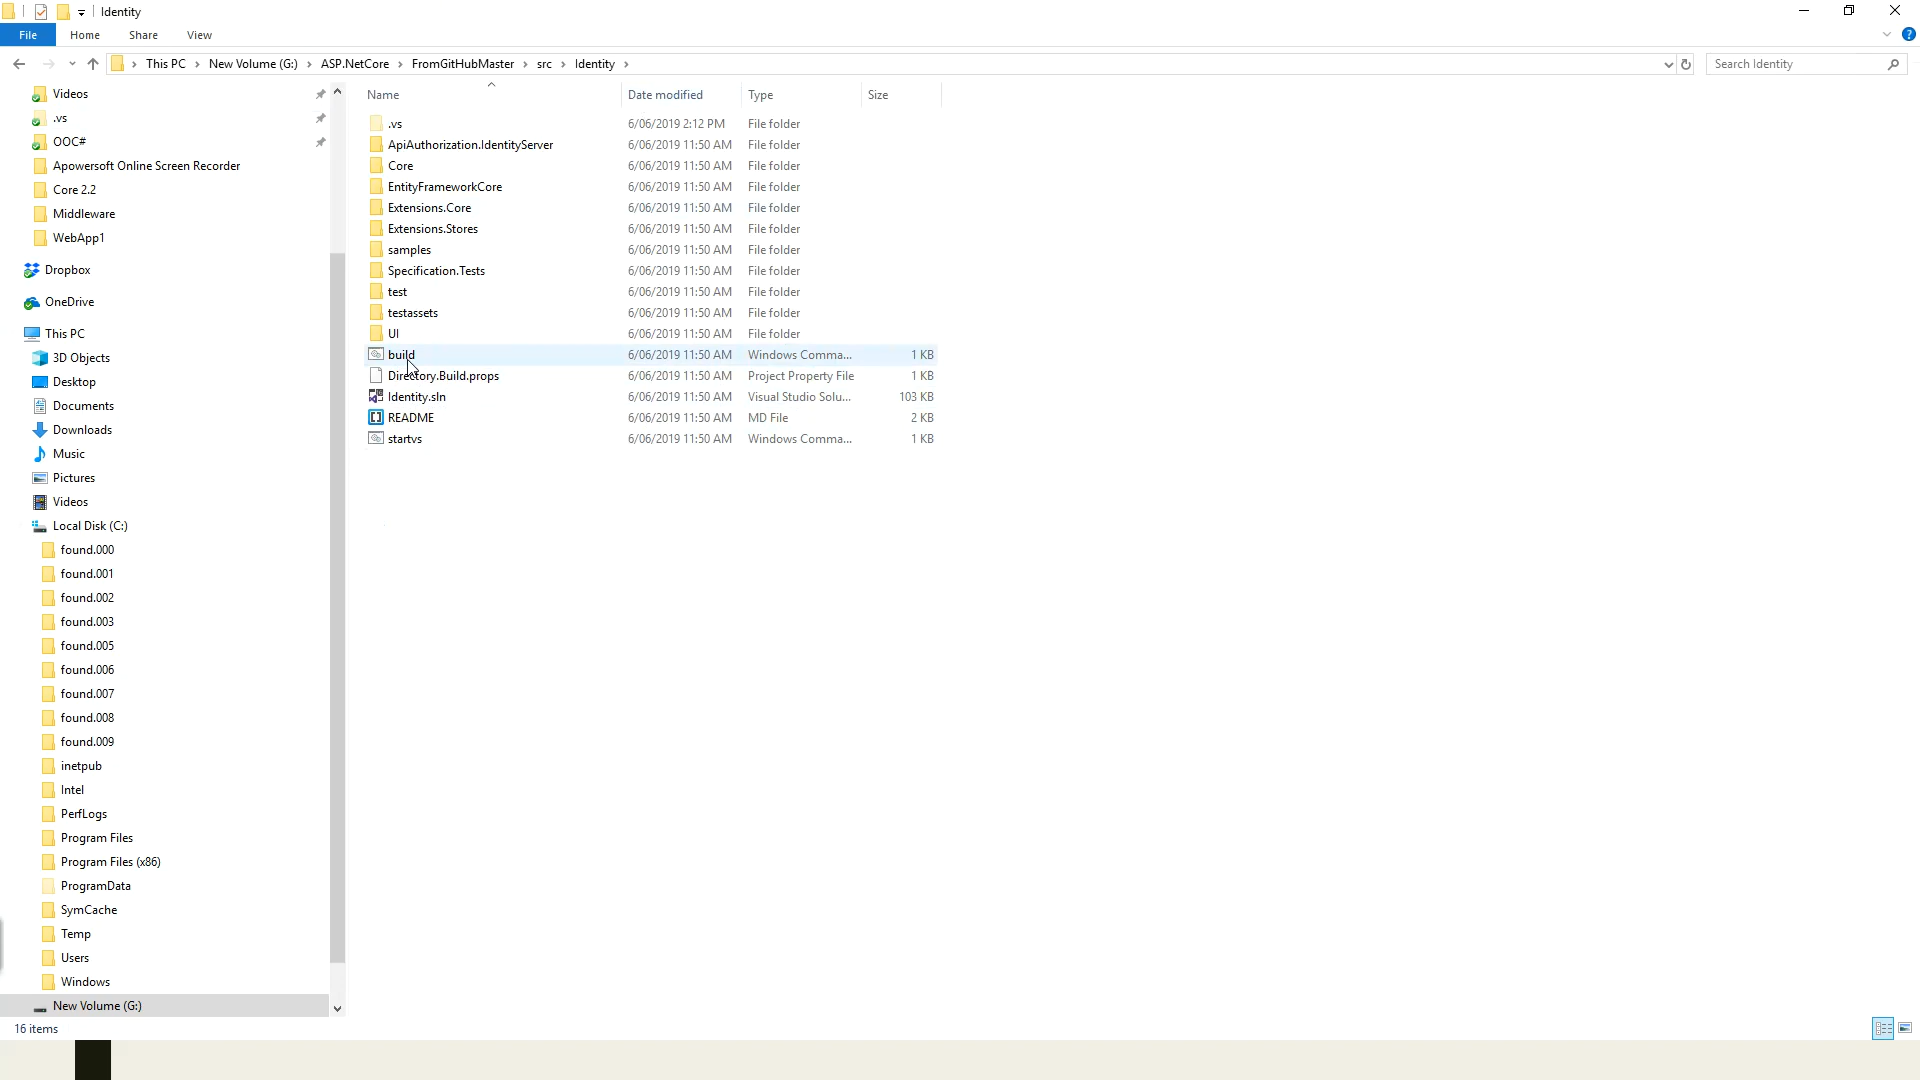 Identity
File Home Share View
This PC New Volume (G:) ASP.NetCore FromGitHubMaster src Identity
Search Identity
Videos
.vs
OOC#
Apowersoft Online Screen Recorder
Core 2.2
Middleware
WebApp1
Dropbox
OneDrive
This PC
3D Objects
Desktop
Documents
Downloads
Music
Pictures
Videos
Local Disk (C:)
found.000
found.001
found.002
found.003
found.005
found.006
found.007
found.008
found.009
inetpub
Intel
PerfLogs
Program Files
Program Files (x86)
ProgramData
SymCache
Temp
Users
Windows
New Volume (G:)
Name Date modified Type Size
.vs 6/06/2019 2:12 PM File folder
ApiAuthorization.IdentityServer 6/06/2019 11:50 AM File folder
Core 6/06/2019 11:50 AM File folder
EntityFrameworkCore 6/06/2019 11:50 AM File folder
Extensions.Core 6/06/2019 11:50 AM File folder
Extensions.Stores 6/06/2019 11:50 AM File folder
samples 6/06/2019 11:50 AM File folder
Specification.Tests 6/06/2019 11:50 AM File folder
test 6/06/2019 11:50 AM File folder
testassets 6/06/2019 11:50 AM File folder
UI 6/06/2019 11:50 AM File folder
build 6/06/2019 11:50 AM Windows Comma... 1 KB
Directory.Build.props 6/06/2019 11:50 AM Project Property File 1 KB
Identity.sln 6/06/2019 11:50 AM Visual Studio Solu... 103 KB
README 6/06/2019 11:50 AM MD File 2 KB
startvs 6/06/2019 11:50 AM Windows Comma... 1 KB
16 items